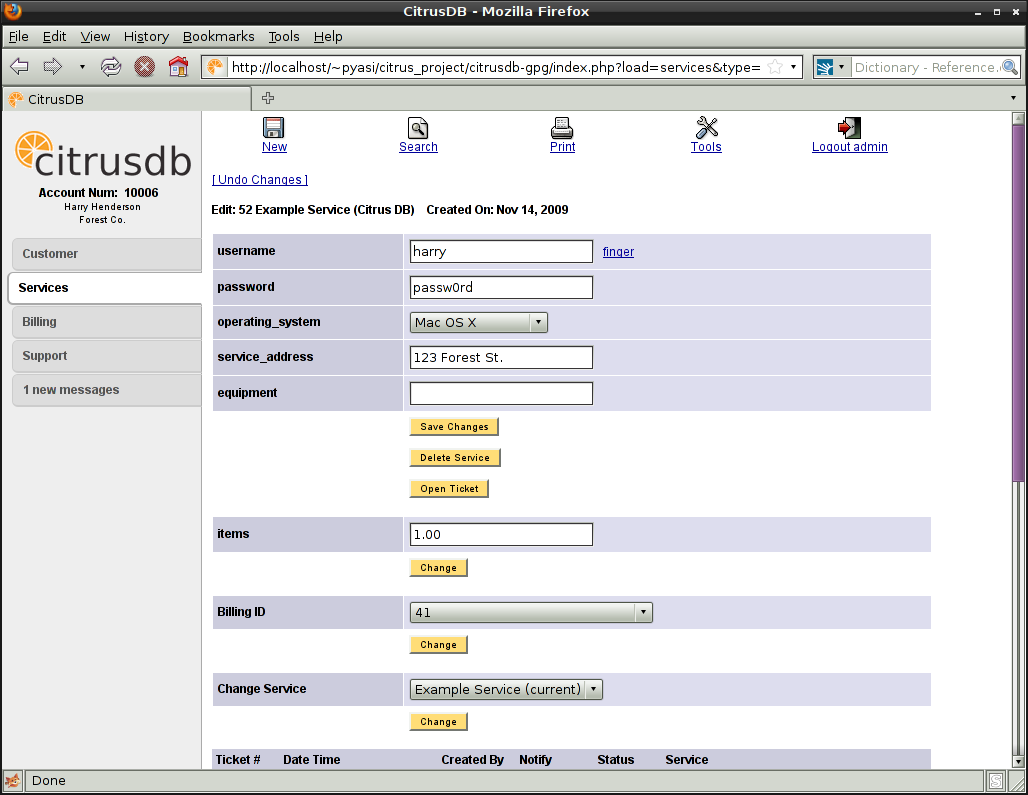 CitrusDB - Mozilla Firefox
File Edit View History Bookmarks Tools Help
http://localhost/~pyasi/citrus_project/citrusdb-gpg/index.php?load=services&type= Dictionary - Reference.
CitrusDB
citrusdb
Account Num: 10006
Harry Henderson
Forest Co.
Customer
Services
Billing
Support
1 new messages
New Search Print Tools Logout admin
[ Undo Changes ]
Edit: 52 Example Service (Citrus DB) Created On: Nov 14, 2009
username harry finger
password passw0rd
operating_system Mac OS X
service_address 123 Forest St.
equipment
Save Changes
Delete Service
Open Ticket
items 1.00
Change
Billing ID 41
Change
Change Service Example Service (current)
Change
Ticket # Date Time Created By Notify Status Service
Done